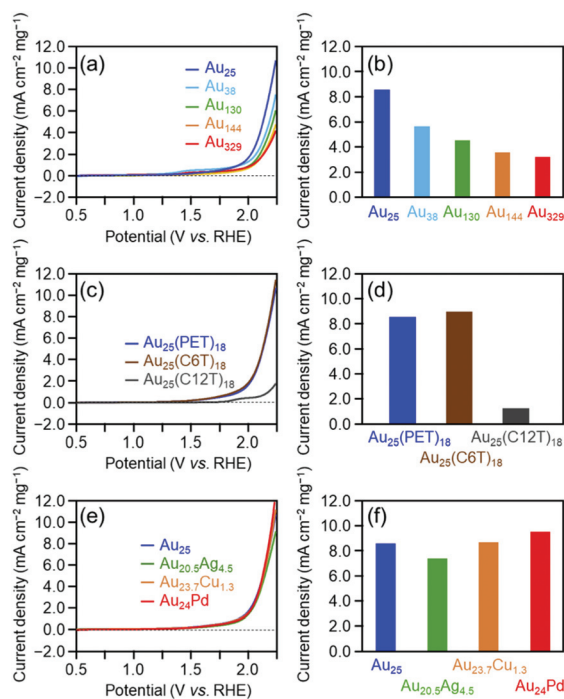 (a)
Current density (mA cm⁻² mg⁻¹)
12.0
10.0
8.0
6.0
4.0
2.0
0.0
−2.0
Au₂₅
Au₃₈
Au₁₃₀
Au₁₄₄
Au₃₂₉
0.5 1.25 1.75 2.25
Potential (V vs. RHE)
(b)
Current density (mA cm⁻² mg⁻¹)
12.0
10.0
8.0
6.0
4.0
2.0
0.0
Au₂₅ Au₃₈ Au₁₃₀ Au₁₄₄ Au₃₂₉
(c)
Current density (mA cm⁻² mg⁻¹)
12.0
10.0
8.0
6.0
4.0
2.0
0.0
−2.0
Au₂₅(PET)₁₈
Au₂₅(C6T)₁₈
Au₂₅(C12T)₁₈
0.5 1.25 1.75 2.25
Potential (V vs. RHE)
(d)
Current density (mA cm⁻² mg⁻¹)
12.0
10.0
8.0
6.0
4.0
2.0
0.0
Au₂₅(PET)₁₈ Au₂₅(C12T)₁₈
Au₂₅(C6T)₁₈
(e)
Current density (mA cm⁻² mg⁻¹)
12.0
10.0
8.0
6.0
4.0
2.0
0.0
−2.0
Au₂₅
Au₂₀.₅Ag₄.₅
Au₂₃.₇Cu₁.₃
Au₂₄Pd
0.5 1.25 1.75 2.25
Potential (V vs. RHE)
(f)
Current density (mA cm⁻² mg⁻¹)
12.0
10.0
8.0
6.0
4.0
2.0
0.0
Au₂₅ Au₂₃.₇Cu₁.₃
Au₂₀.₅Ag₄.₅ Au₂₄Pd